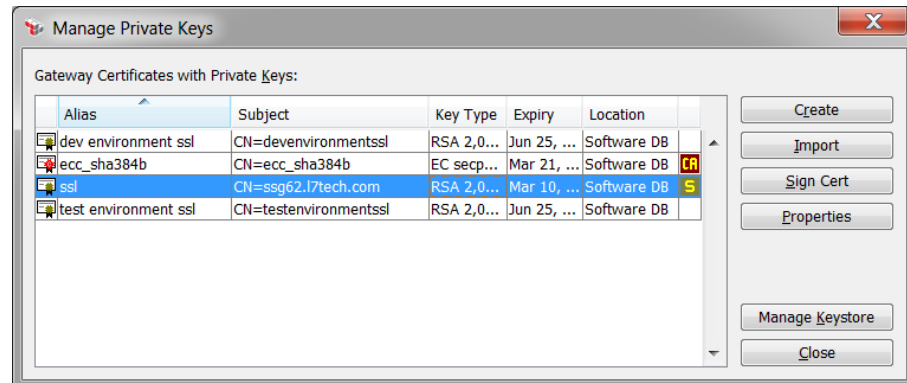 Manage Private Keys
X
Gateway Certificates with Private Keys:
Alias Subject Key Type Expiry Location
dev environment ssl CN=devenvironmentssl RSA 2,0... Jun 25, ... Software DB
ecc_sha384b CN=ecc_sha384b EC secp... Mar 21, ... Software DB CA
ssl CN=ssg62.l7tech.com RSA 2,0... Mar 10, ... Software DB S
test environment ssl CN=testenvironmentssl RSA 2,0... Jun 25, ... Software DB
Create
Import
Sign Cert
Properties
Manage Keystore
Close